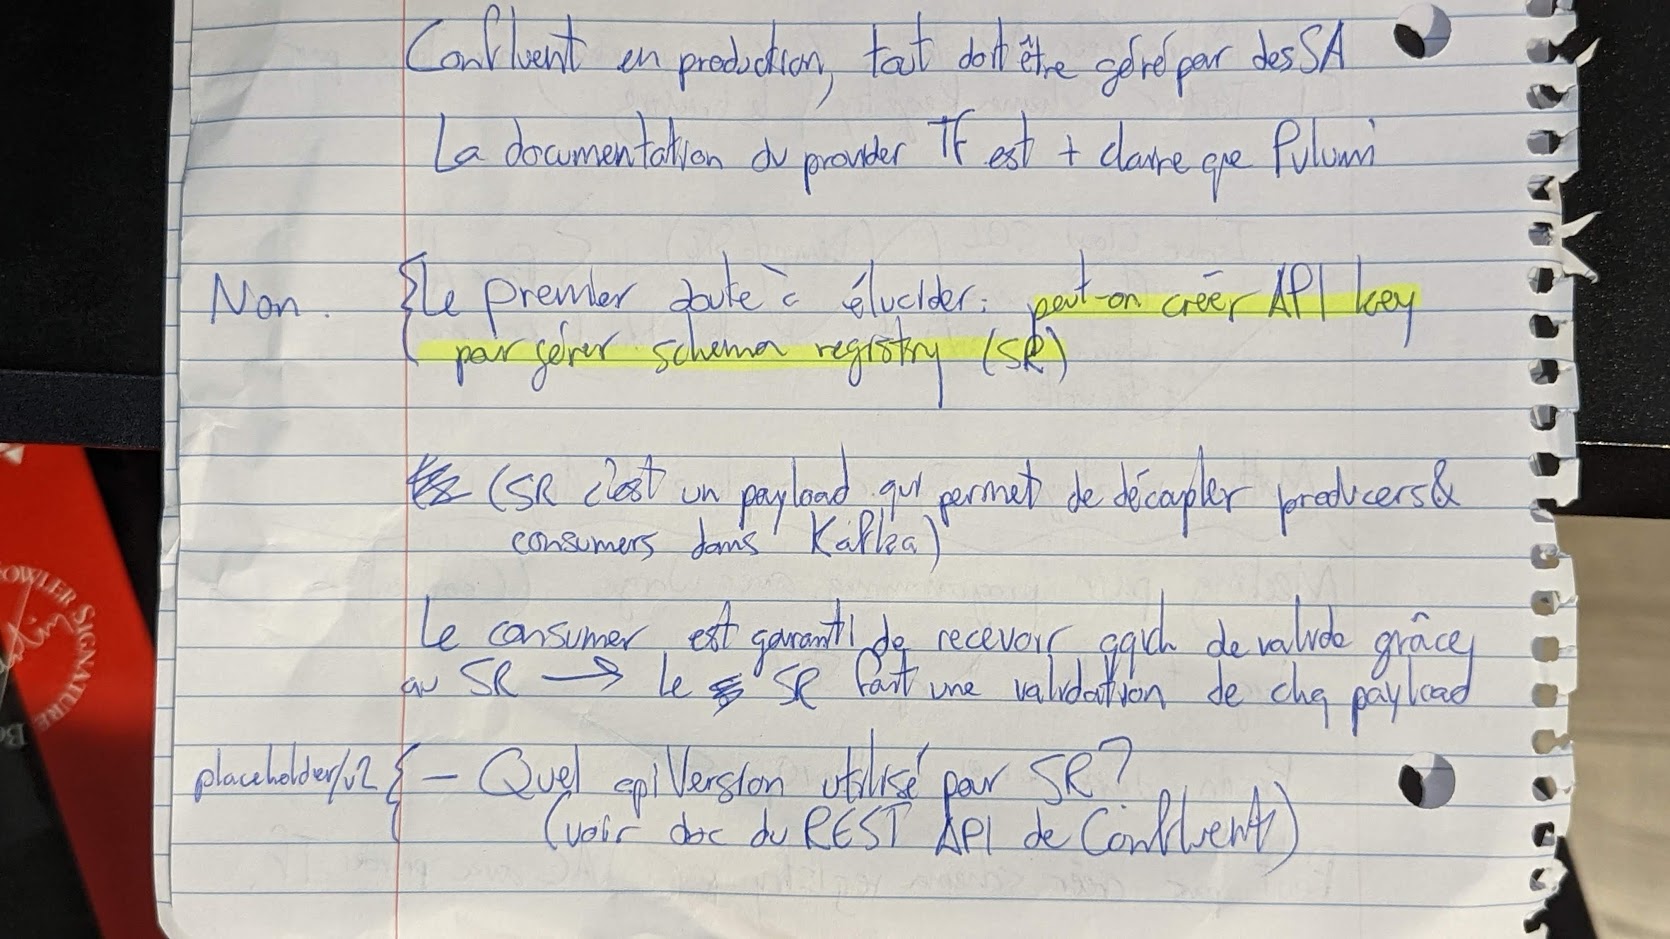 Confluent en production, tout doit être géré par des SA
La documentation du provider TF est + claire que Pulumi
Non. { Le premier doute à élucider: peut-on créer API key
pour gérer schema registry (SR)
(SR c'est un payload qui permet de découpler producers &
consumers dans Kafka)
Le consumer est garanti de recevoir qqch de valide grâce
au SR → Le SR fait une validation de chq payload
placeholder/v2 { - Quel apiVersion utilisé pour SR?
(voir doc du REST API de Confluent)
OWLER SIGNATURE